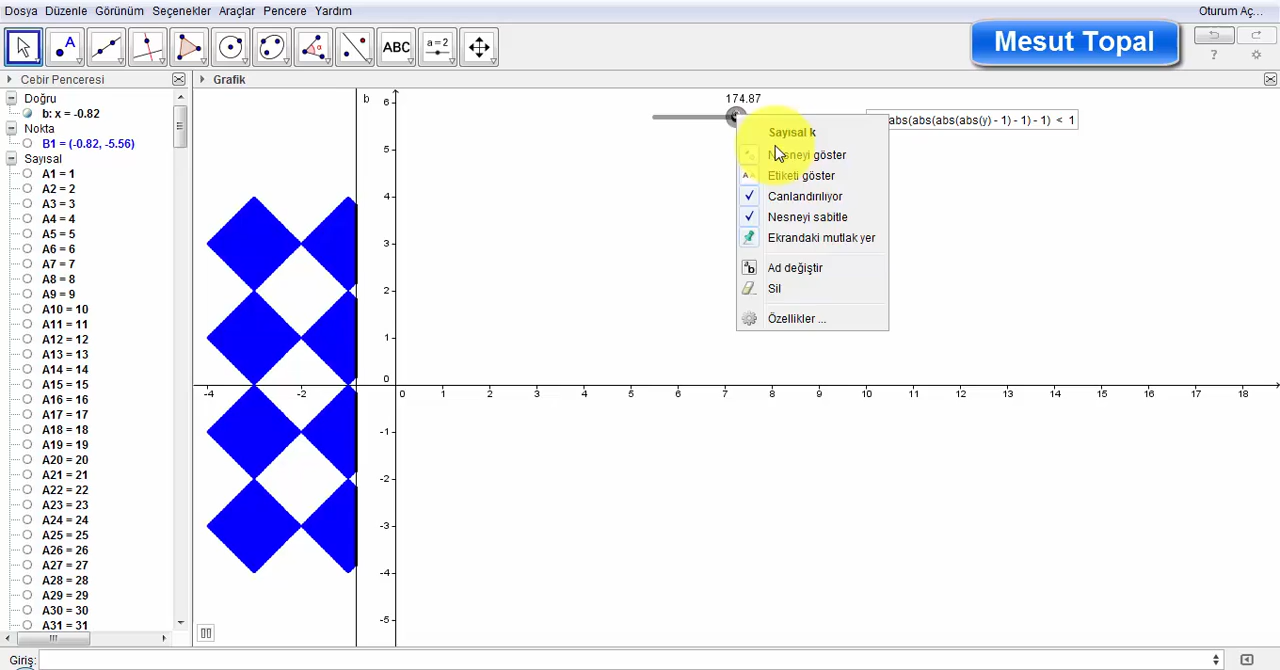 Dosya Düzenle Görünüm Seçenekler Araçlar Pencere Yardım Oturum Aç...
ABC a=2
Mesut Topal
?
Cebir Penceresi
Grafik
Doğru
b: x = -0.82
Nokta
B1 = (-0.82, -5.56)
Sayısal
A1 = 1
A2 = 2
A3 = 3
A4 = 4
A5 = 5
A6 = 6
A7 = 7
A8 = 8
A9 = 9
A10 = 10
A11 = 11
A12 = 12
A13 = 13
A14 = 14
A15 = 15
A16 = 16
A17 = 17
A18 = 18
A19 = 19
A20 = 20
A21 = 21
A22 = 22
A23 = 23
A24 = 24
A25 = 25
A26 = 26
A27 = 27
A28 = 28
A29 = 29
A30 = 30
A31 = 31
b
174.87
abs(abs(abs(abs(y) - 1) - 1) - 1) < 1
Sayısal k
Nesneyi göster
Etiketi göster
Canlandırılıyor
Nesneyi sabitle
Ekrandaki mutlak yer
Ad değiştir
Sil
Özellikler ...
6
5
4
3
2
1
0
-4 -2 0 1 2 3 4 5 6 7 8 9 10 11 12 13 14 15 16 17 18
-1
-2
-3
-4
-5
Giriş: